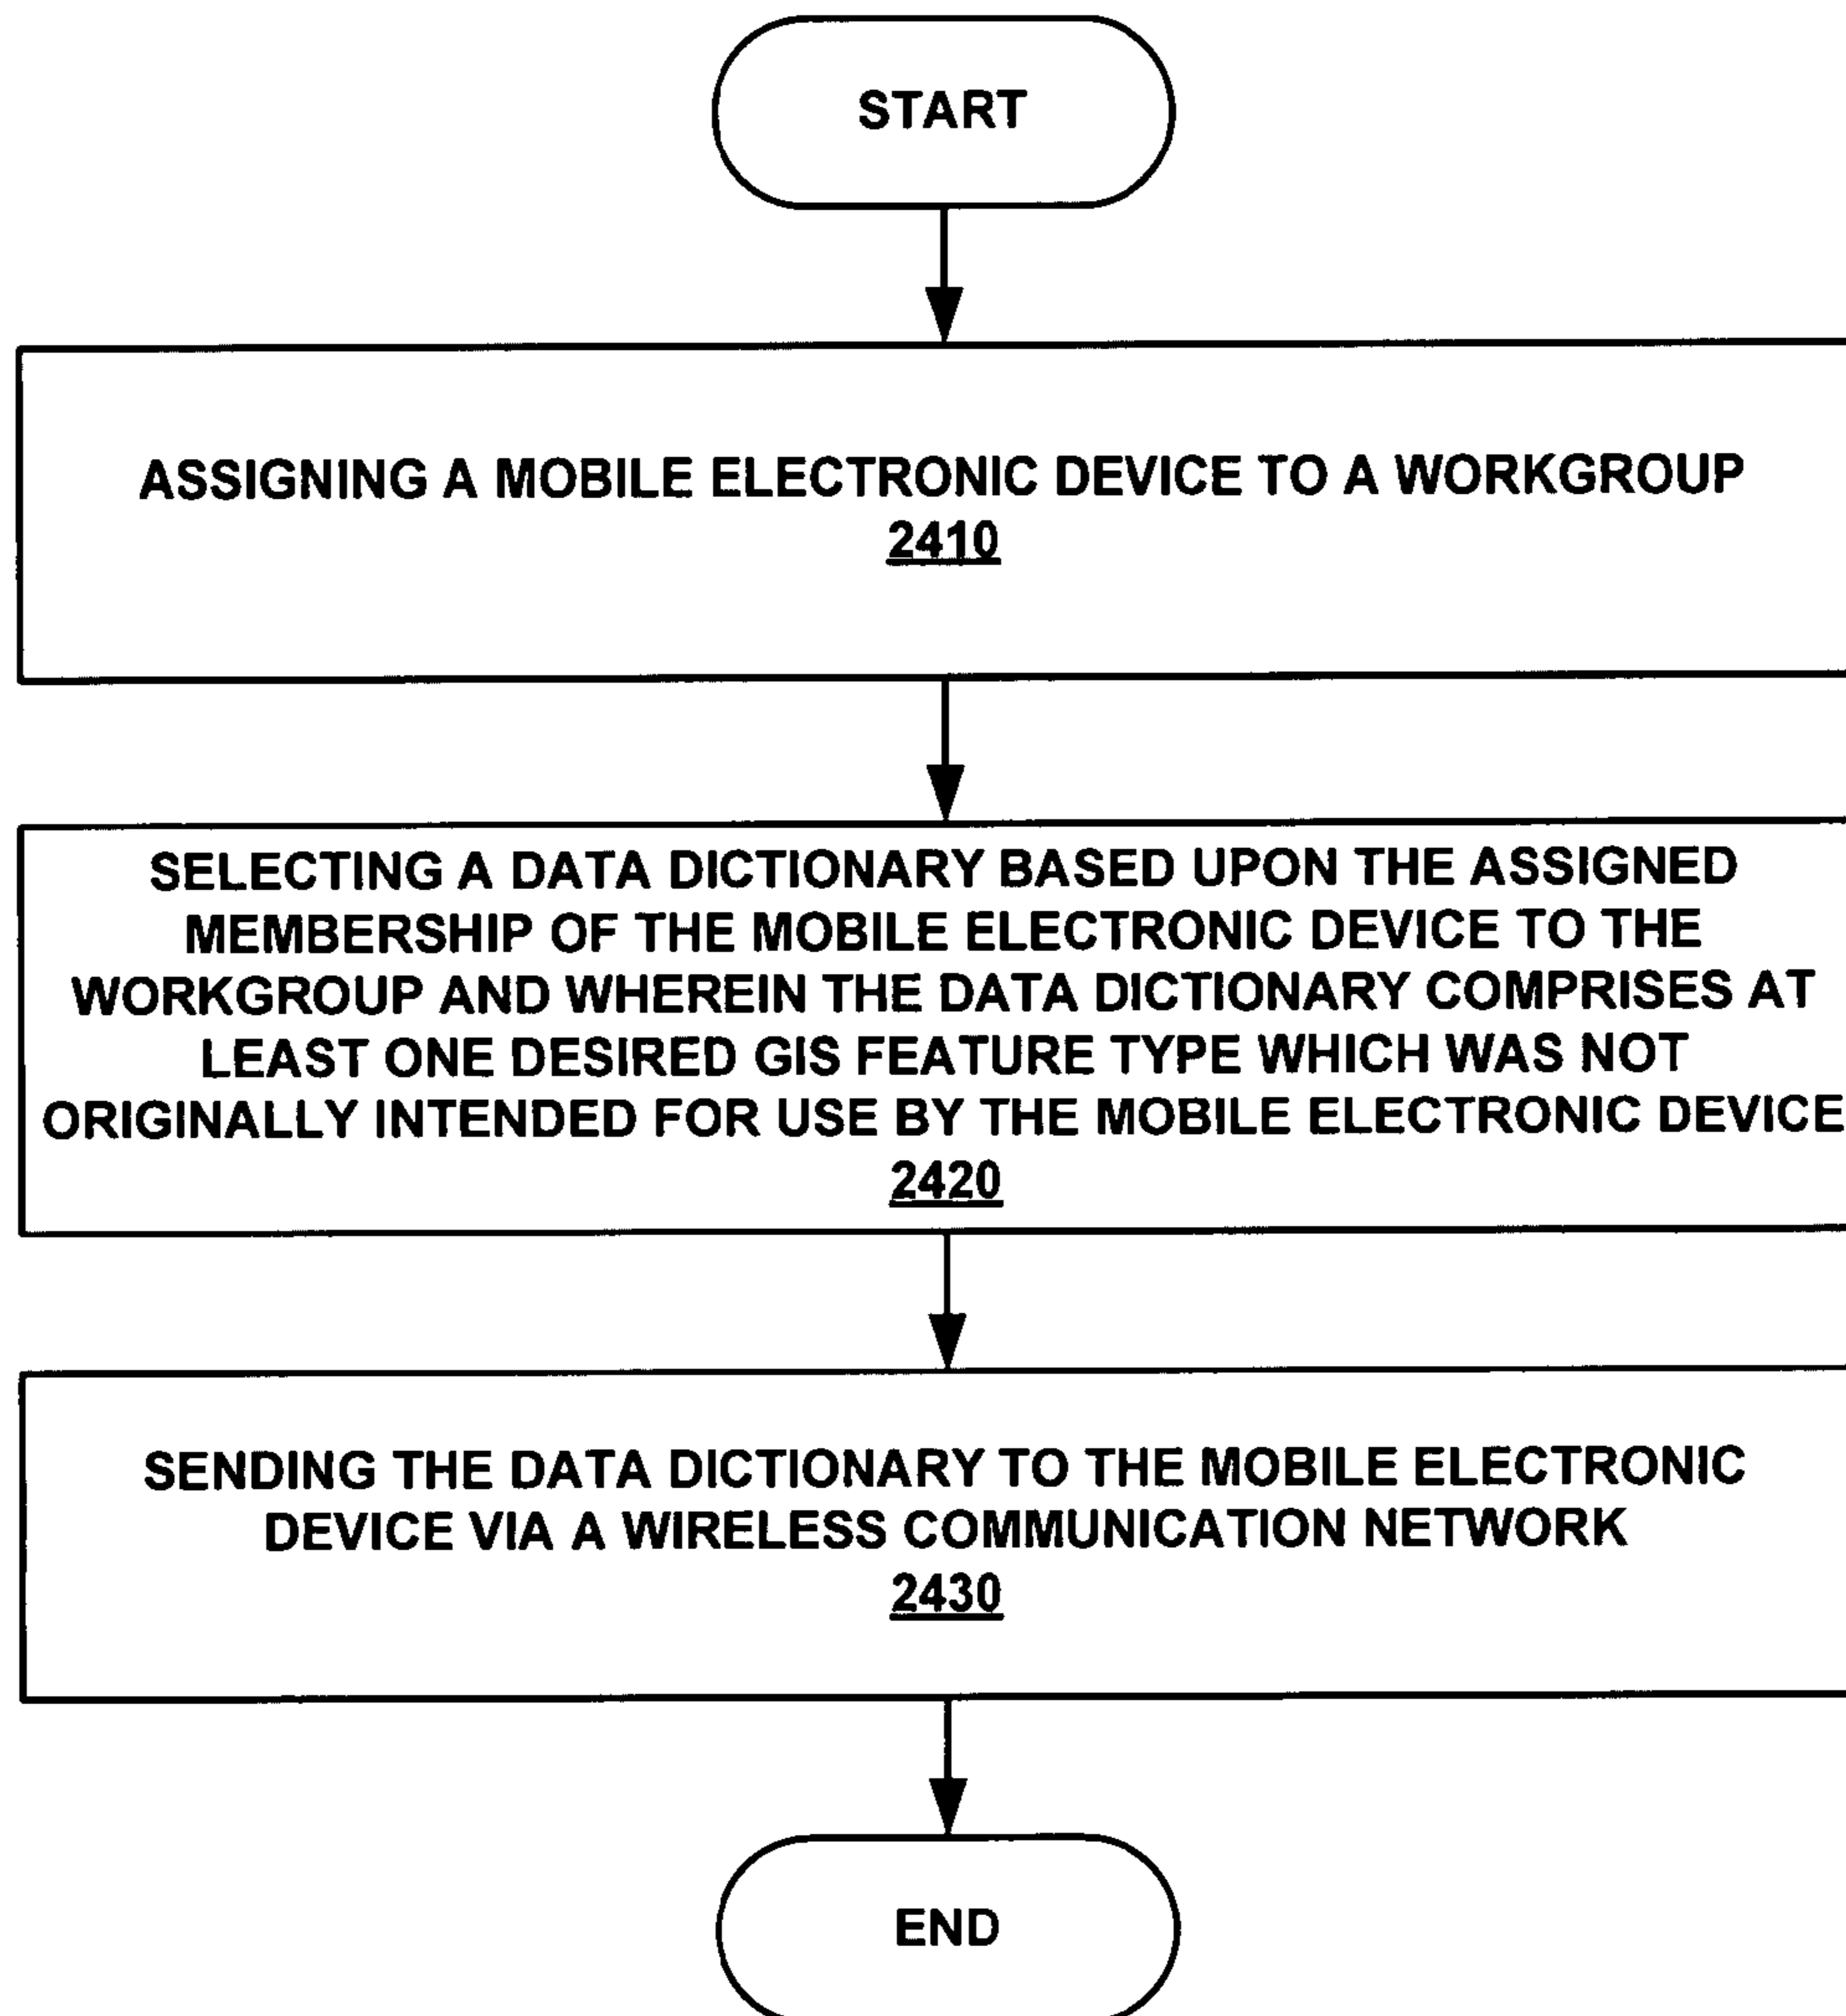 START
ASSIGNING A MOBILE ELECTRONIC DEVICE TO A WORKGROUP
2410
SELECTING A DATA DICTIONARY BASED UPON THE ASSIGNED
MEMBERSHIP OF THE MOBILE ELECTRONIC DEVICE TO THE
WORKGROUP AND WHEREIN THE DATA DICTIONARY COMPRISES AT
LEAST ONE DESIRED GIS FEATURE TYPE WHICH WAS NOT
ORIGINALLY INTENDED FOR USE BY THE MOBILE ELECTRONIC DEVICE
2420
SENDING THE DATA DICTIONARY TO THE MOBILE ELECTRONIC
DEVICE VIA A WIRELESS COMMUNICATION NETWORK
2430
END